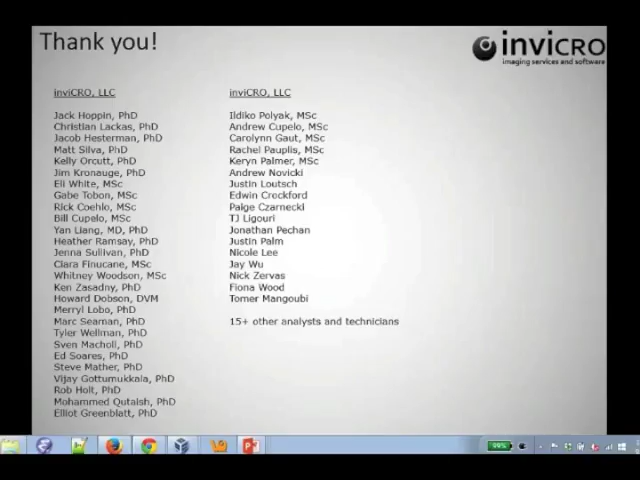 Thank you!
invicro
imaging services and software
inviCRO, LLC
Jack Hoppin, PhD
Christian Lackas, PhD
Jacob Hesterman, PhD
Matt Silva, PhD
Kelly Orcutt, PhD
Jim Kronauge, PhD
Eli White, MSc
Gabe Tobon, MSc
Rick Coehlo, MSc
Bill Cupelo, MSc
Yan Liang, MD, PhD
Heather Ramsay, PhD
Jenna Sullivan, PhD
Ciara Finucane, MSc
Whitney Woodson, MSc
Ken Zasadny, PhD
Howard Dobson, DVM
Merryl Lobo, PhD
Marc Seaman, PhD
Tyler Wellman, PhD
Sven Macholl, PhD
Ed Soares, PhD
Steve Mather, PhD
Vijay Gottumukkala, PhD
Rob Holt, PhD
Mohammed Qutaish, PhD
Elliot Greenblatt, PhD
inviCRO, LLC
Ildiko Polyak, MSc
Andrew Cupelo, MSc
Carolynn Gaut, MSc
Rachel Pauplis, MSc
Keryn Palmer, MSc
Andrew Novicki
Justin Loutsch
Edwin Crockford
Paige Czarnecki
TJ Ligouri
Jonathan Pechan
Justin Palm
Nicole Lee
Jay Wu
Nick Zervas
Fiona Wood
Tomer Mangoubi
15+ other analysts and technicians
99%